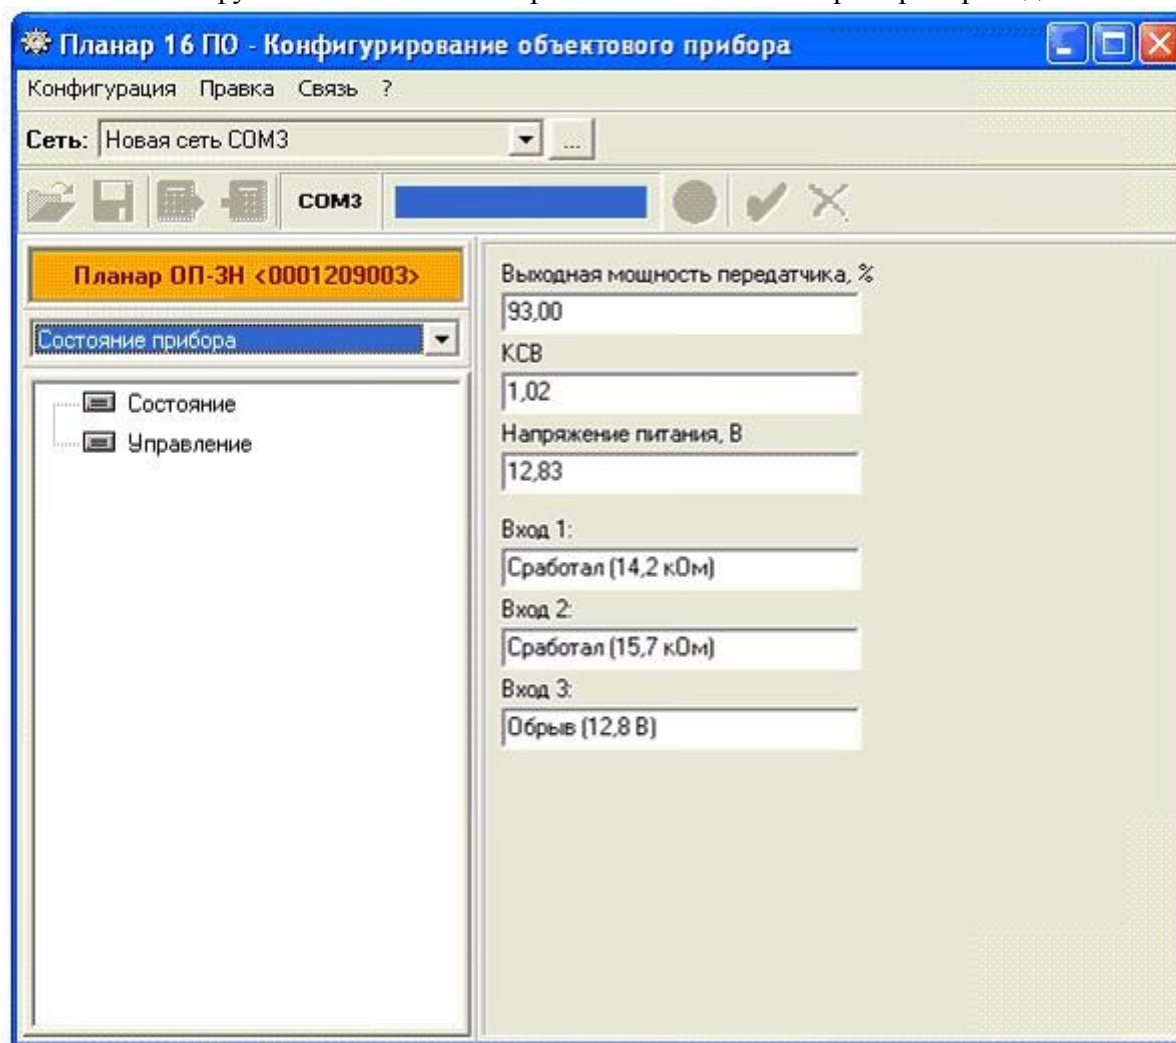 Планар 16 ПО - Конфигурирование объектового прибора
Конфигурация Правка Связь ?
Сеть: Новая сеть COM3 ...
COM3
Планар ОП-3Н <0001209003>
Состояние прибора
Состояние
Управление
Выходная мощность передатчика, %
93,00
КСВ
1,02
Напряжение питания, В
12,83
Вход 1:
Сработал (14,2 кОм)
Вход 2:
Сработал (15,7 кОм)
Вход 3:
Обрыв (12,8 В)